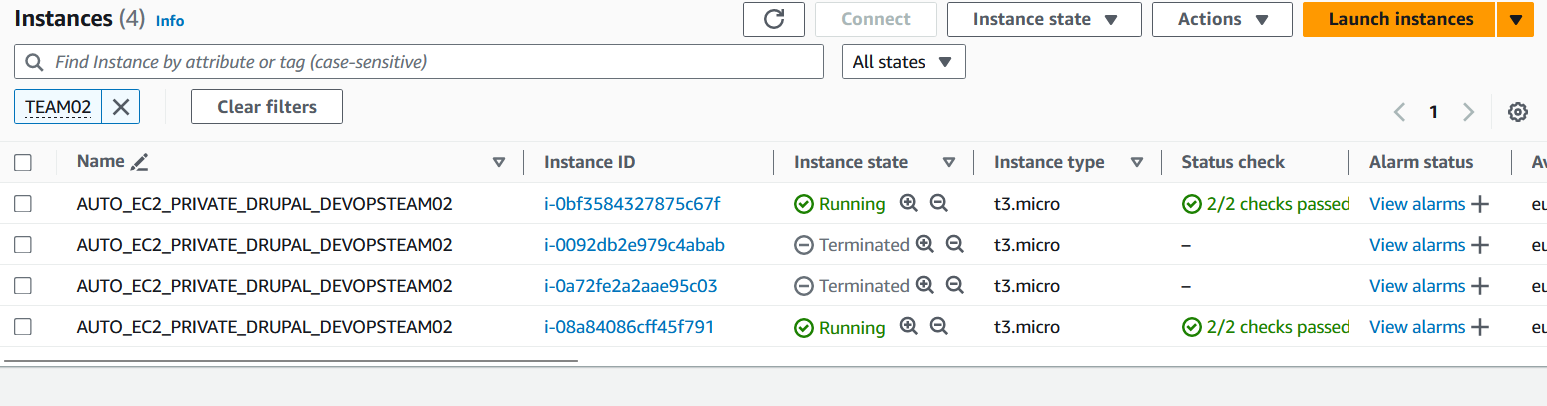 Instances (4) Info Connect Instance state Actions Launch instances
Find Instance by attribute or tag (case-sensitive) All states
TEAM02 Clear filters 1
Name Instance ID Instance state Instance type Status check Alarm status Av
AUTO_EC2_PRIVATE_DRUPAL_DEVOPSTEAM02 i-0bf3584327875c67f Running t3.micro 2/2 checks passed View alarms + eu
AUTO_EC2_PRIVATE_DRUPAL_DEVOPSTEAM02 i-0092db2e979c4abab Terminated t3.micro – View alarms + eu
AUTO_EC2_PRIVATE_DRUPAL_DEVOPSTEAM02 i-0a72fe2a2aae95c03 Terminated t3.micro – View alarms + eu
AUTO_EC2_PRIVATE_DRUPAL_DEVOPSTEAM02 i-08a84086cff45f791 Running t3.micro 2/2 checks passed View alarms + eu